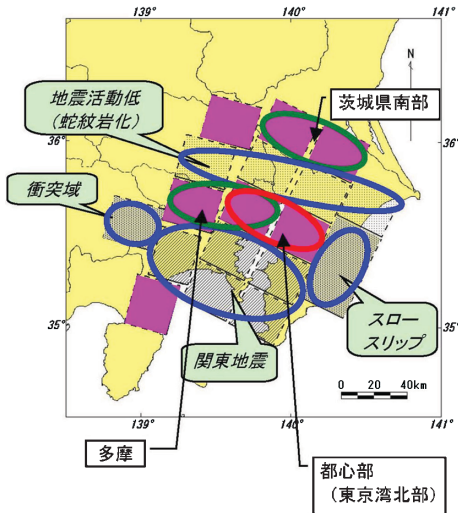 139°
140°
141°
N
地震活動低
(蛇紋岩化)
茨城県南部
36°
36°
衝突域
スロー
スリップ
35°
35°
関東地震
0 20 40km
139°
140°
141°
多摩
都心部
(東京湾北部)